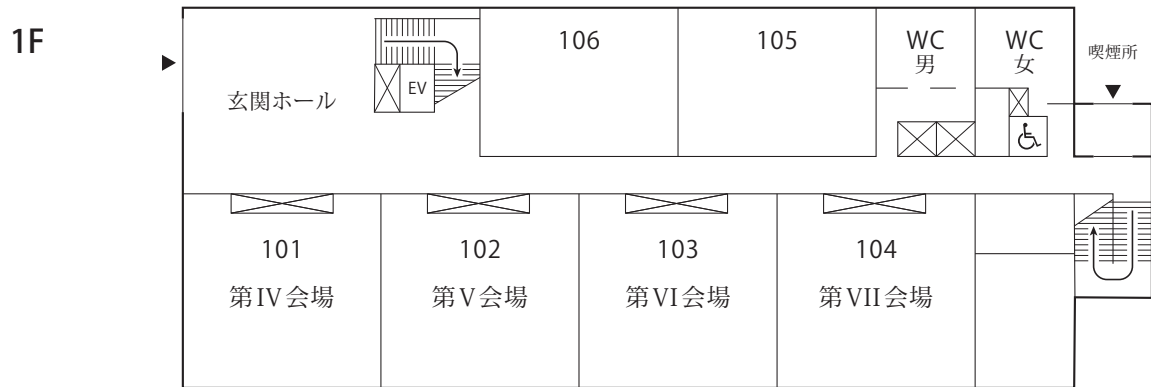 1F
玄関ホール
EV
106
105
WC
男
WC
女
喫煙所
101
第IV会場
102
第V会場
103
第VI会場
104
第VII会場